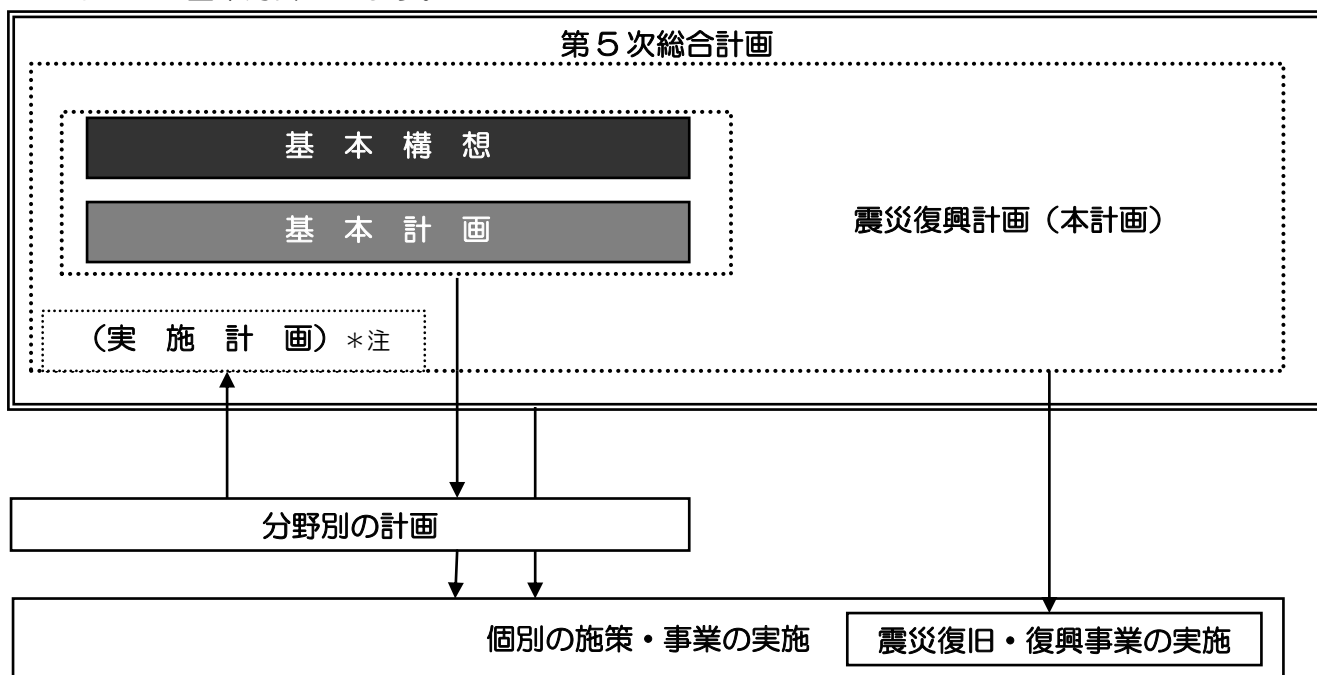 第５次総合計画
基 本 構 想
基 本 計 画
震災復興計画（本計画）
（実 施 計 画）＊注
分野別の計画
個別の施策・事業の実施
震災復旧・復興事業の実施